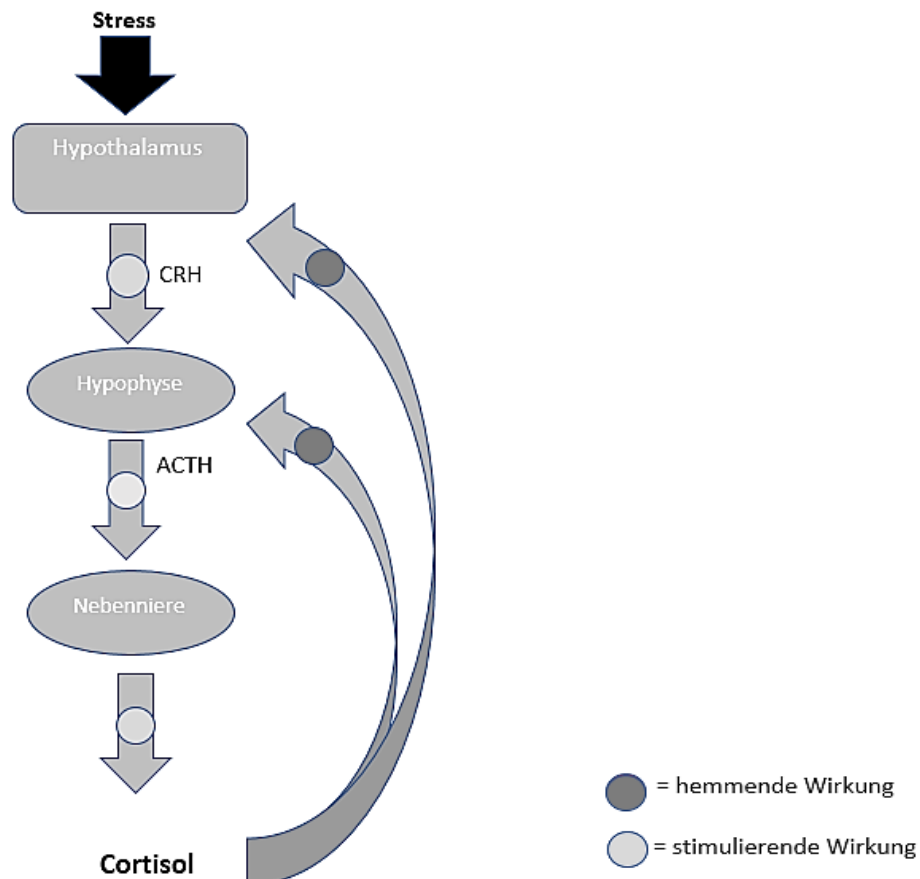 Stress
Hypothalamus
CRH
Hypophyse
ACTH
Nebenniere
Cortisol
= hemmende Wirkung
= stimulierende Wirkung